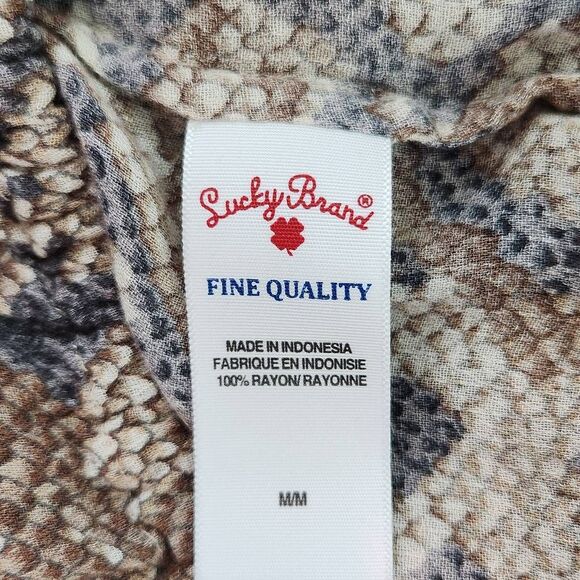 Lucky Brand®
FINE QUALITY
MADE IN INDONESIA
FABRIQUE EN INDONISIE
100% RAYON/RAYONNE
M/M